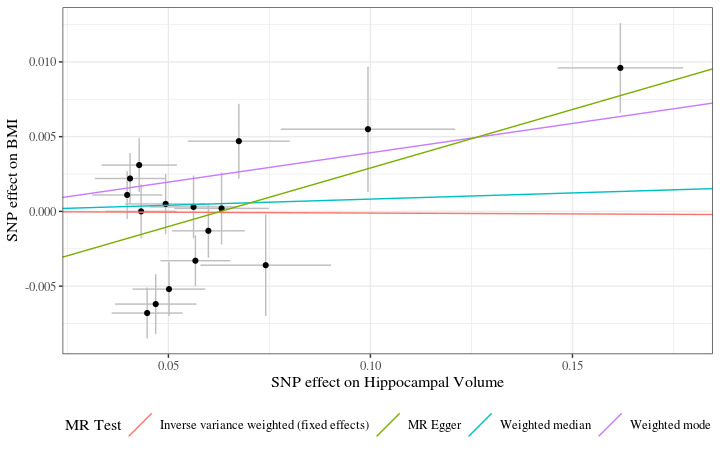 0.010
0.005
0.000
-0.005
SNP effect on BMI
0.05 0.10 0.15
SNP effect on Hippocampal Volume
MR Test Inverse variance weighted (fixed effects) MR Egger Weighted median Weighted mode